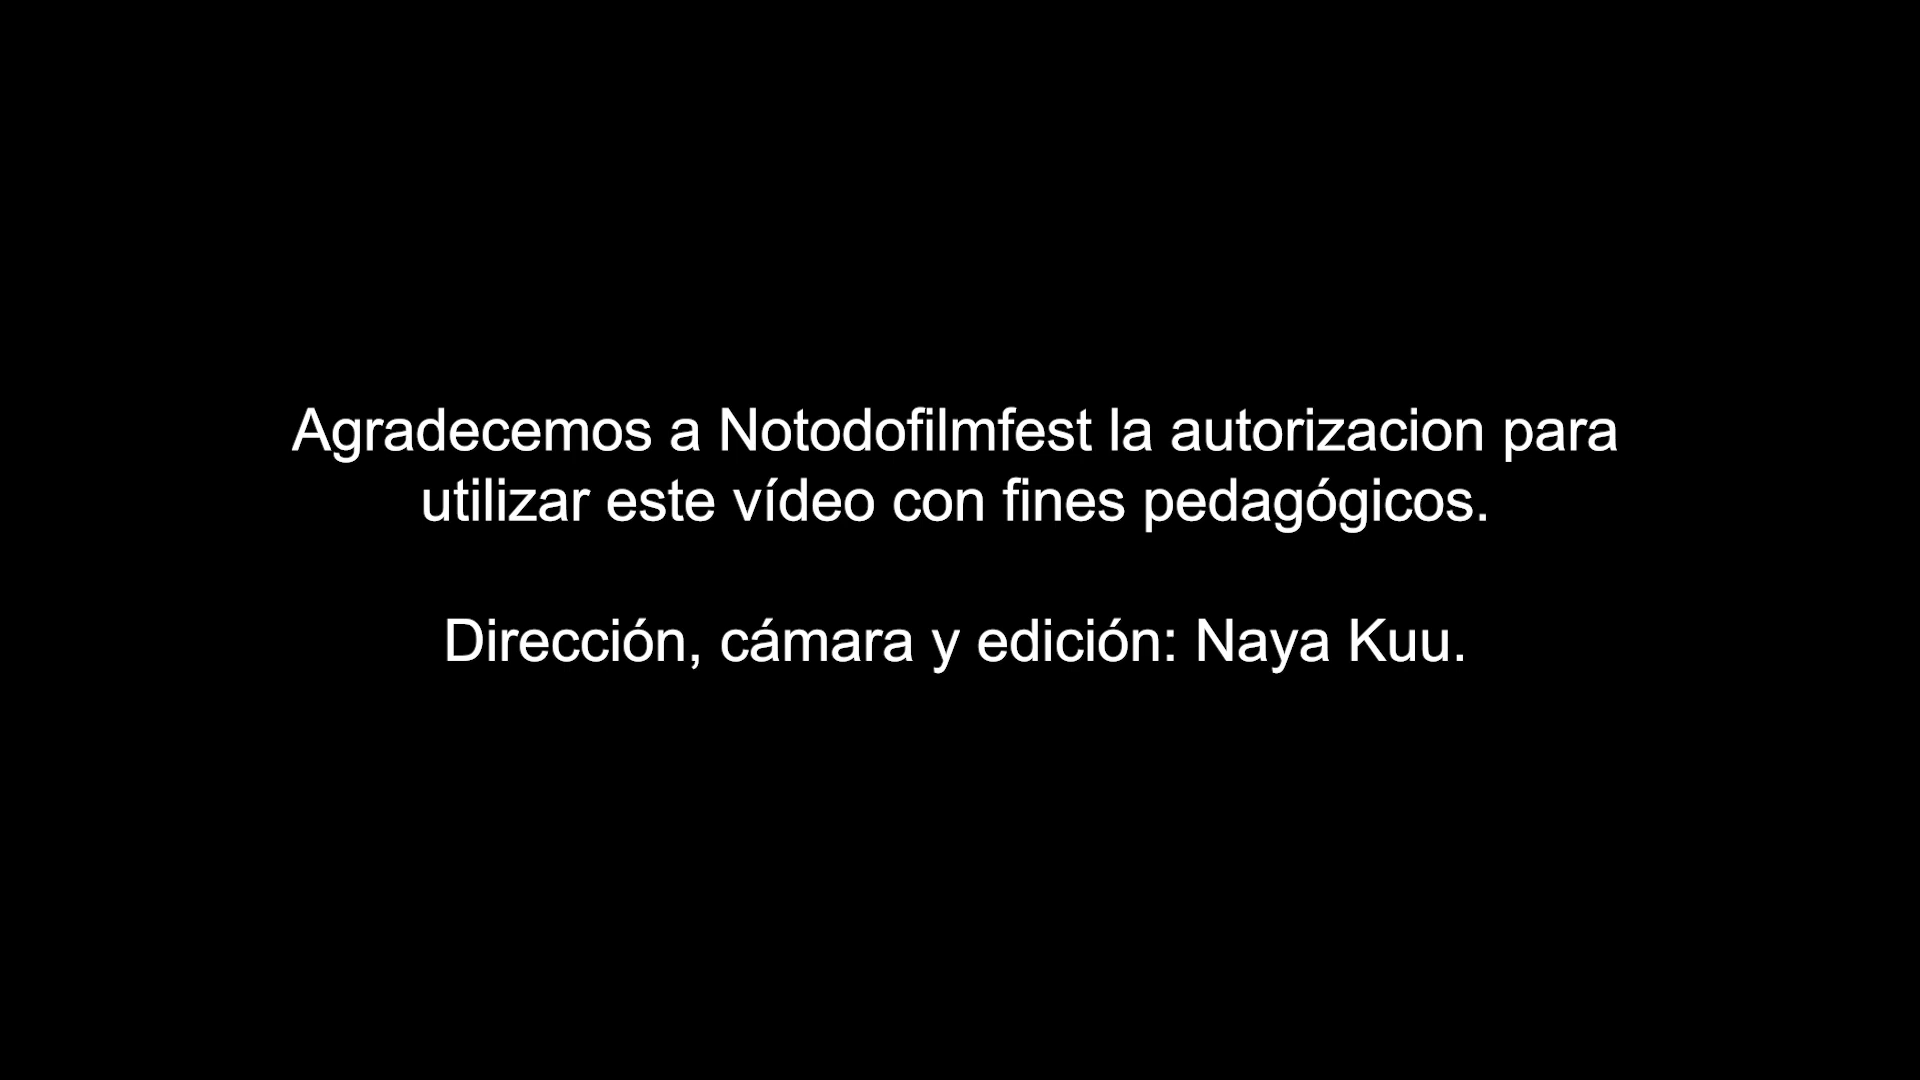 Agradecemos a Notodofilmfest la autorizacion para
utilizar este vídeo con fines pedagógicos.
Dirección, cámara y edición: Naya Kuu.